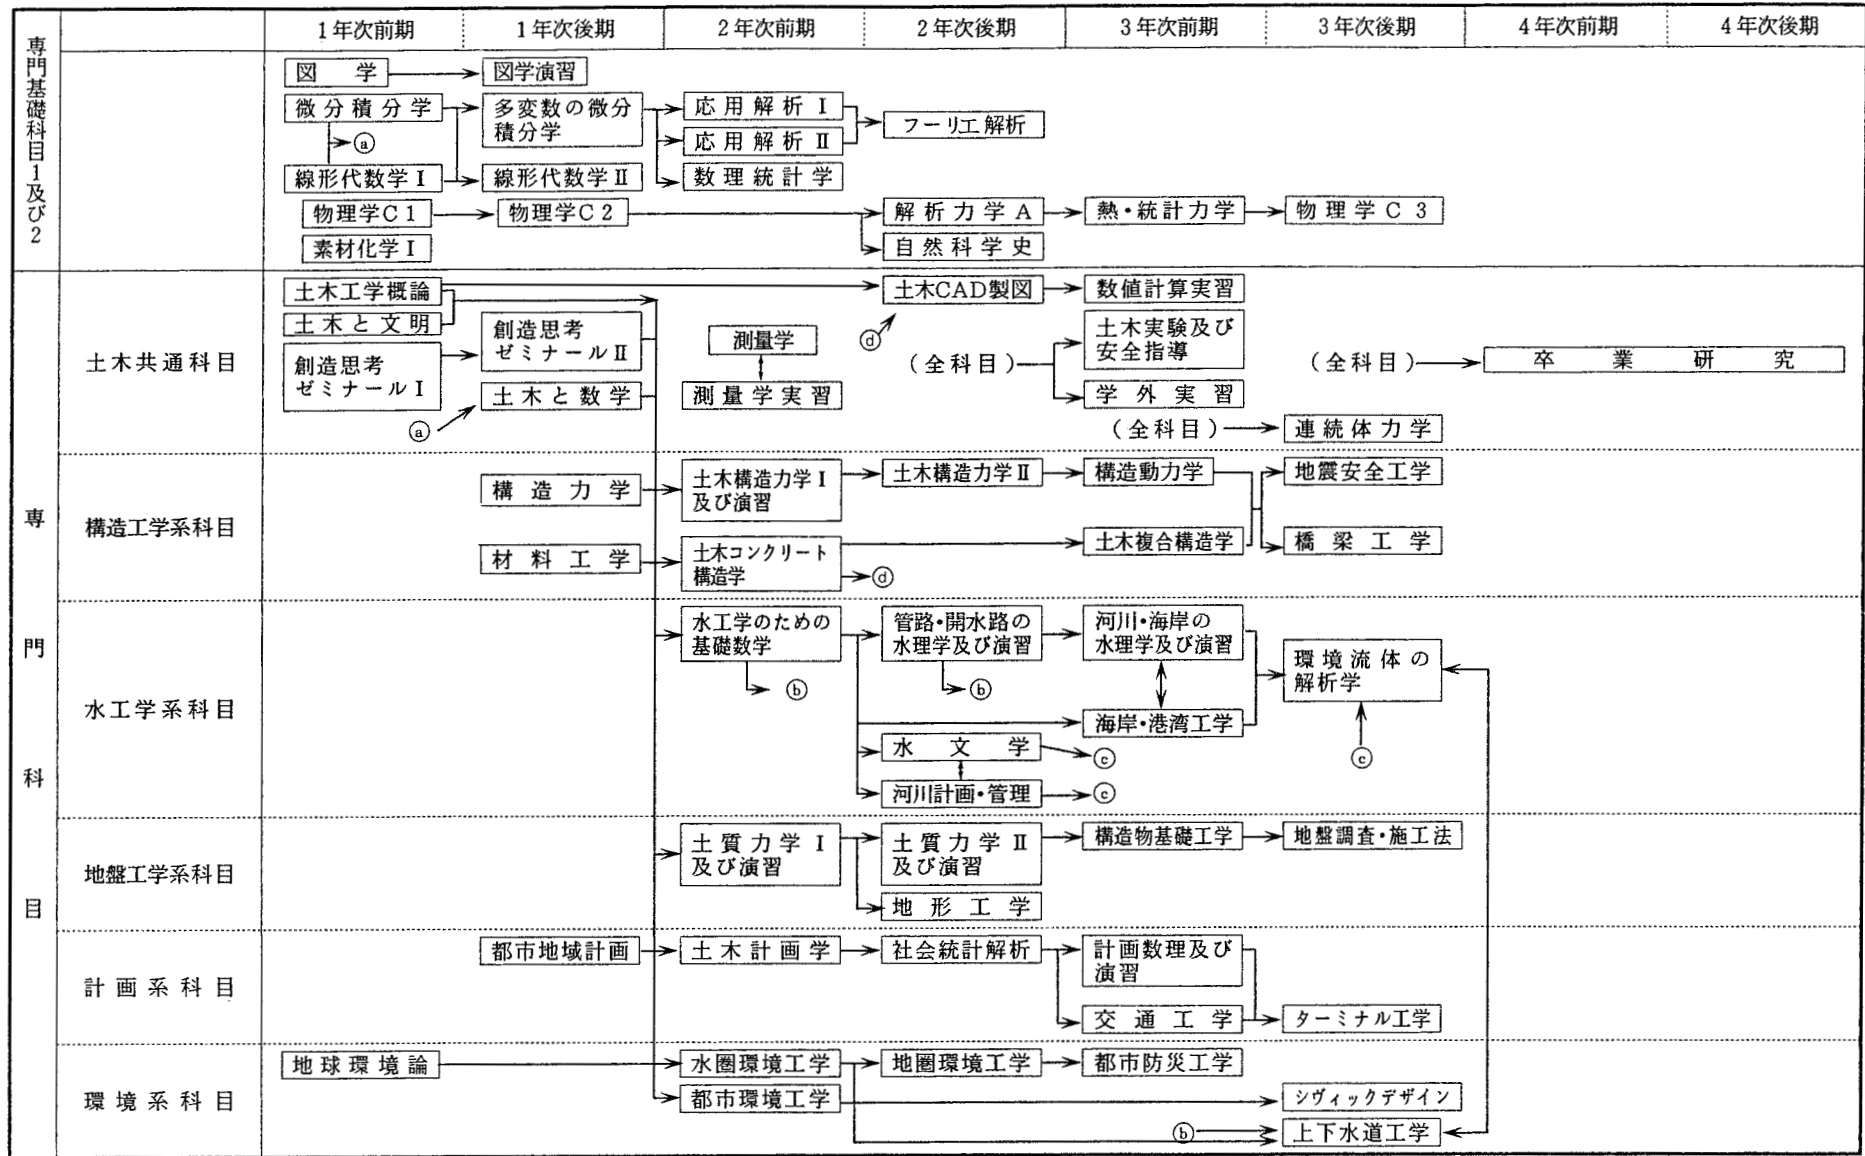 1年次前期 1年次後期 2年次前期 2年次後期 3年次前期 3年次後期 4年次前期 4年次後期
専門基礎科目1及び2
図学 図学演習
微分積分学 多変数の微分
積分学
応用解析Ⅰ
応用解析Ⅱ
フーリエ解析
ⓐ
線形代数学Ⅰ 線形代数学Ⅱ 数理統計学
物理学C1 物理学C2 解析力学A 熱・統計力学 物理学C3
素材化学Ⅰ 自然科学史
専門科目
土木共通科目
土木工学概論 土木CAD製図 数値計算実習
土木と文明
創造思考
ゼミナールⅠ
創造思考
ゼミナールⅡ
測量学
ⓓ
(全科目)
土木実験及び
安全指導
(全科目) 卒業研究
土木と数学 測量学実習 学外実習
ⓐ
(全科目) 連続体力学
構造工学系科目
構造力学 土木構造力学Ⅰ
及び演習
土木構造力学Ⅱ 構造動力学 地震安全工学
材料工学 土木コンクリート
構造学
ⓓ
土木複合構造学 橋梁工学
水工学系科目
水工学のための
基礎数学
管路・開水路の
水理学及び演習
河川・海岸の
水理学及び演習
環境流体の
解析学
ⓑ ⓑ
海岸・港湾工学
水文学 ⓒ ⓒ
河川計画・管理 ⓒ
地盤工学系科目
土質力学Ⅰ
及び演習
土質力学Ⅱ
及び演習
構造物基礎工学 地盤調査・施工法
地形工学
計画系科目
都市地域計画 土木計画学 社会統計解析 計画数理及び
演習
交通工学 ターミナル工学
環境系科目
地球環境論 水圏環境工学 地圏環境工学 都市防災工学
都市環境工学 シヴィックデザイン
ⓑ 上下水道工学